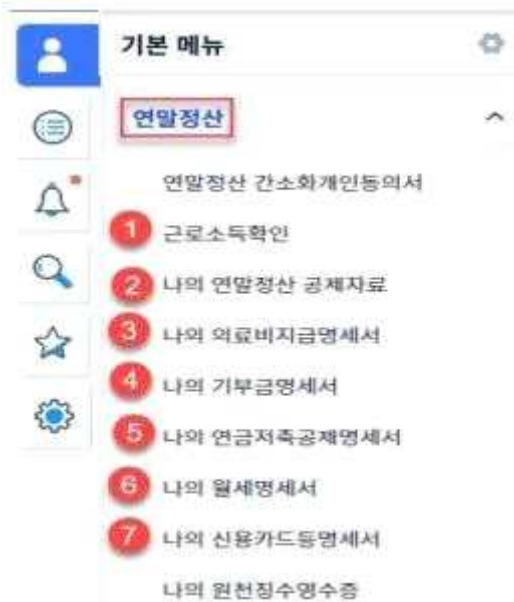 기본 메뉴
연말정산
연말정산 간소화개인동의서
1 근로소득확인
2 나의 연말정산 공제자료
3 나의 의료비지급명세서
4 나의 기부금명세서
5 나의 연금저축공제명세서
6 나의 월세명세서
7 나의 신용카드등명세서
나의 원천징수영수증